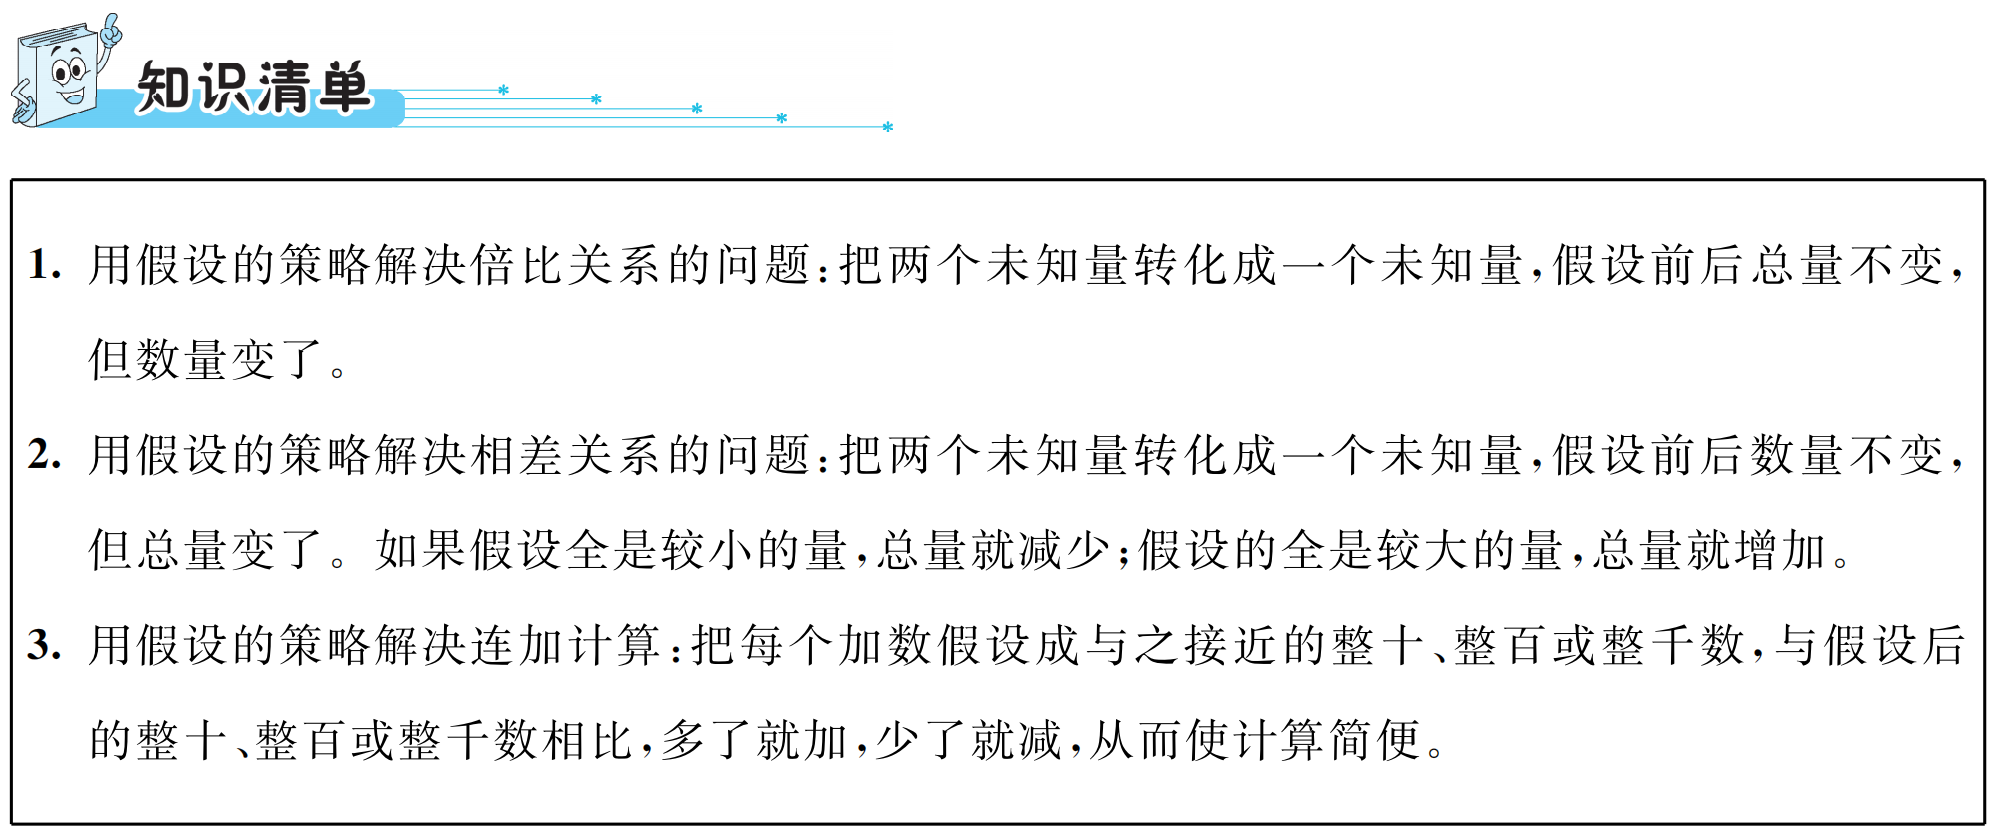 知识清单
1. 用假设的策略解决倍比关系的问题:把两个未知量转化成一个未知量,假设前后总量不变,
但数量变了。
2. 用假设的策略解决相差关系的问题:把两个未知量转化成一个未知量,假设前后数量不变,
但总量变了。如果假设全是较小的量,总量就减少;假设的全是较大的量,总量就增加。
3. 用假设的策略解决连加计算:把每个加数假设成与之接近的整十、整百或整千数,与假设后
的整十、整百或整千数相比,多了就加,少了就减,从而使计算简便。